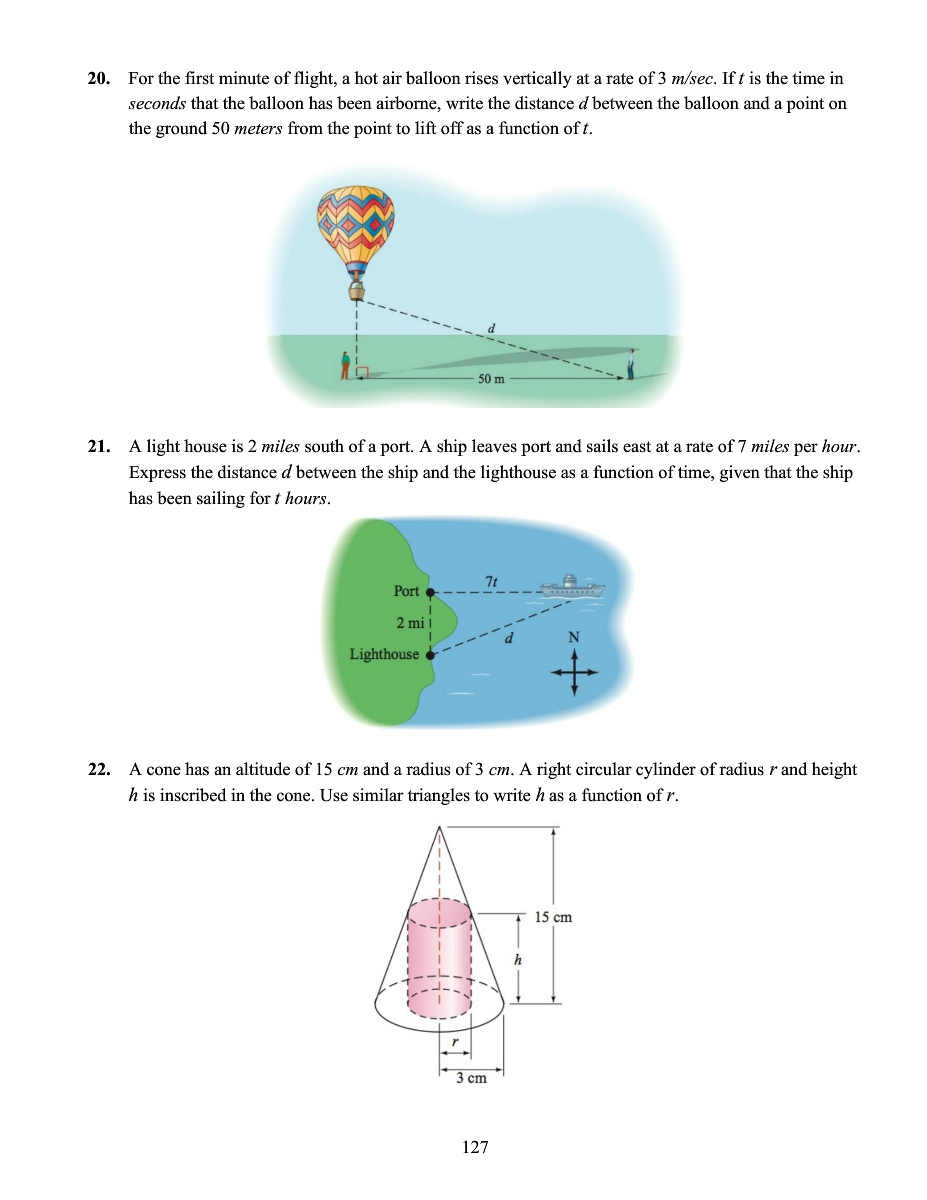 20. For the first minute of flight, a hot air balloon rises vertically at a rate of 3 m/sec. If t is the time in
seconds that the balloon has been airborne, write the distance d between the balloon and a point on
the ground 50 meters from the point to lift off as a function of t.
d
50 m
21. A light house is 2 miles south of a port. A ship leaves port and sails east at a rate of 7 miles per hour.
Express the distance d between the ship and the lighthouse as a function of time, given that the ship
has been sailing for t hours.
7t
Port
2 mi
d
N
Lighthouse
22. A cone has an altitude of 15 cm and a radius of 3 cm. A right circular cylinder of radius r and height
h is inscribed in the cone. Use similar triangles to write h as a function of r.
15 cm
h
r
3 cm
127